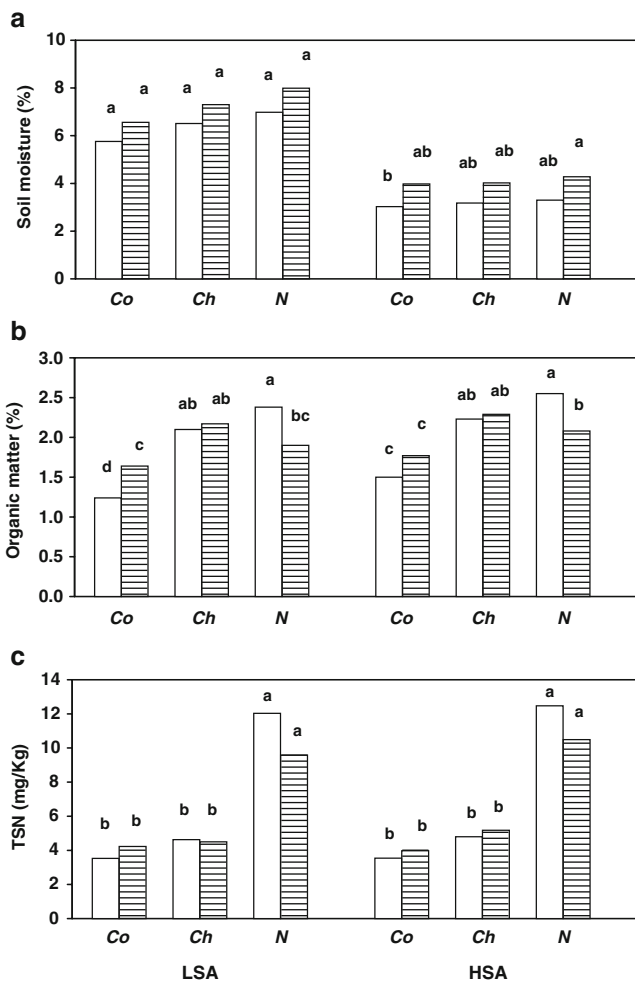 a
10
8
6
4
2
0
Soil moisture (%)
a a a a a a b ab ab ab ab a
Co Ch N Co Ch N
b
3.0
2.5
2.0
1.5
1.0
0.5
0.0
Organic matter (%)
d c ab ab a bc c c ab ab a b
Co Ch N Co Ch N
c
14
12
10
8
6
4
2
0
TSN (mg/Kg)
b b b b a a b b b b a a
Co Ch N Co Ch N
LSA HSA